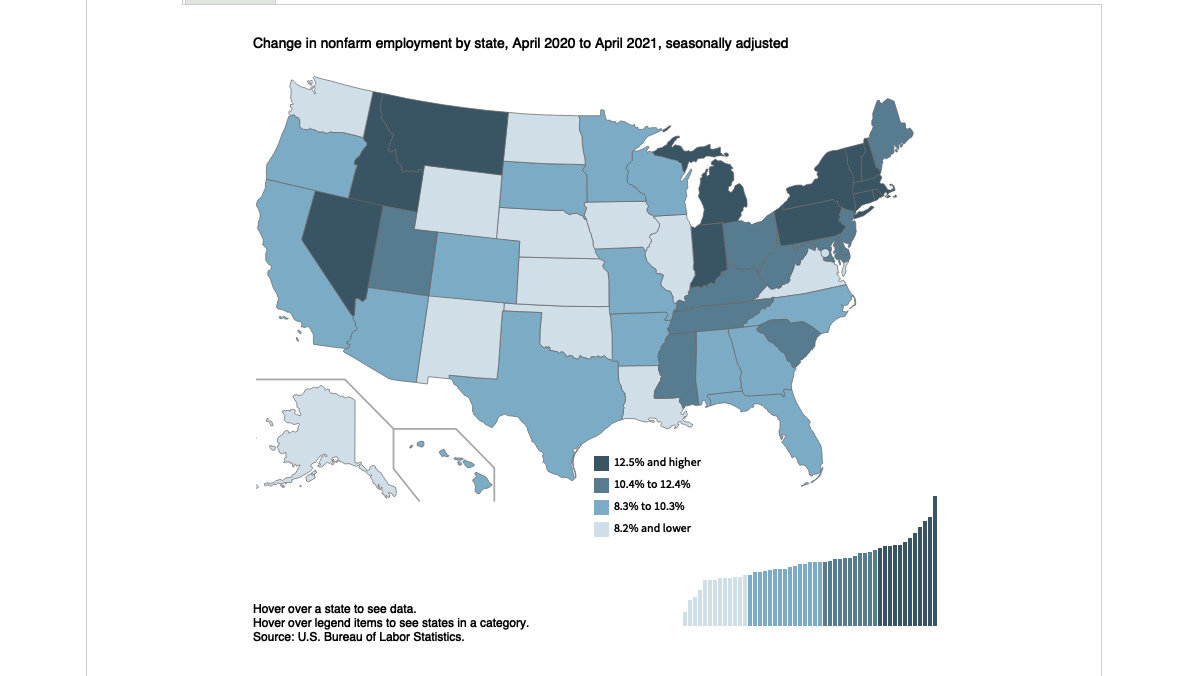 Change in nonfarm employment by state, April 2020 to April 2021, seasonally adjusted
12.5% and higher
10.4% to 12.4%
8.3% to 10.3%
8.2% and lower
Hover over a state to see data.
Hover over legend items to see states in a category.
Source: U.S. Bureau of Labor Statistics.